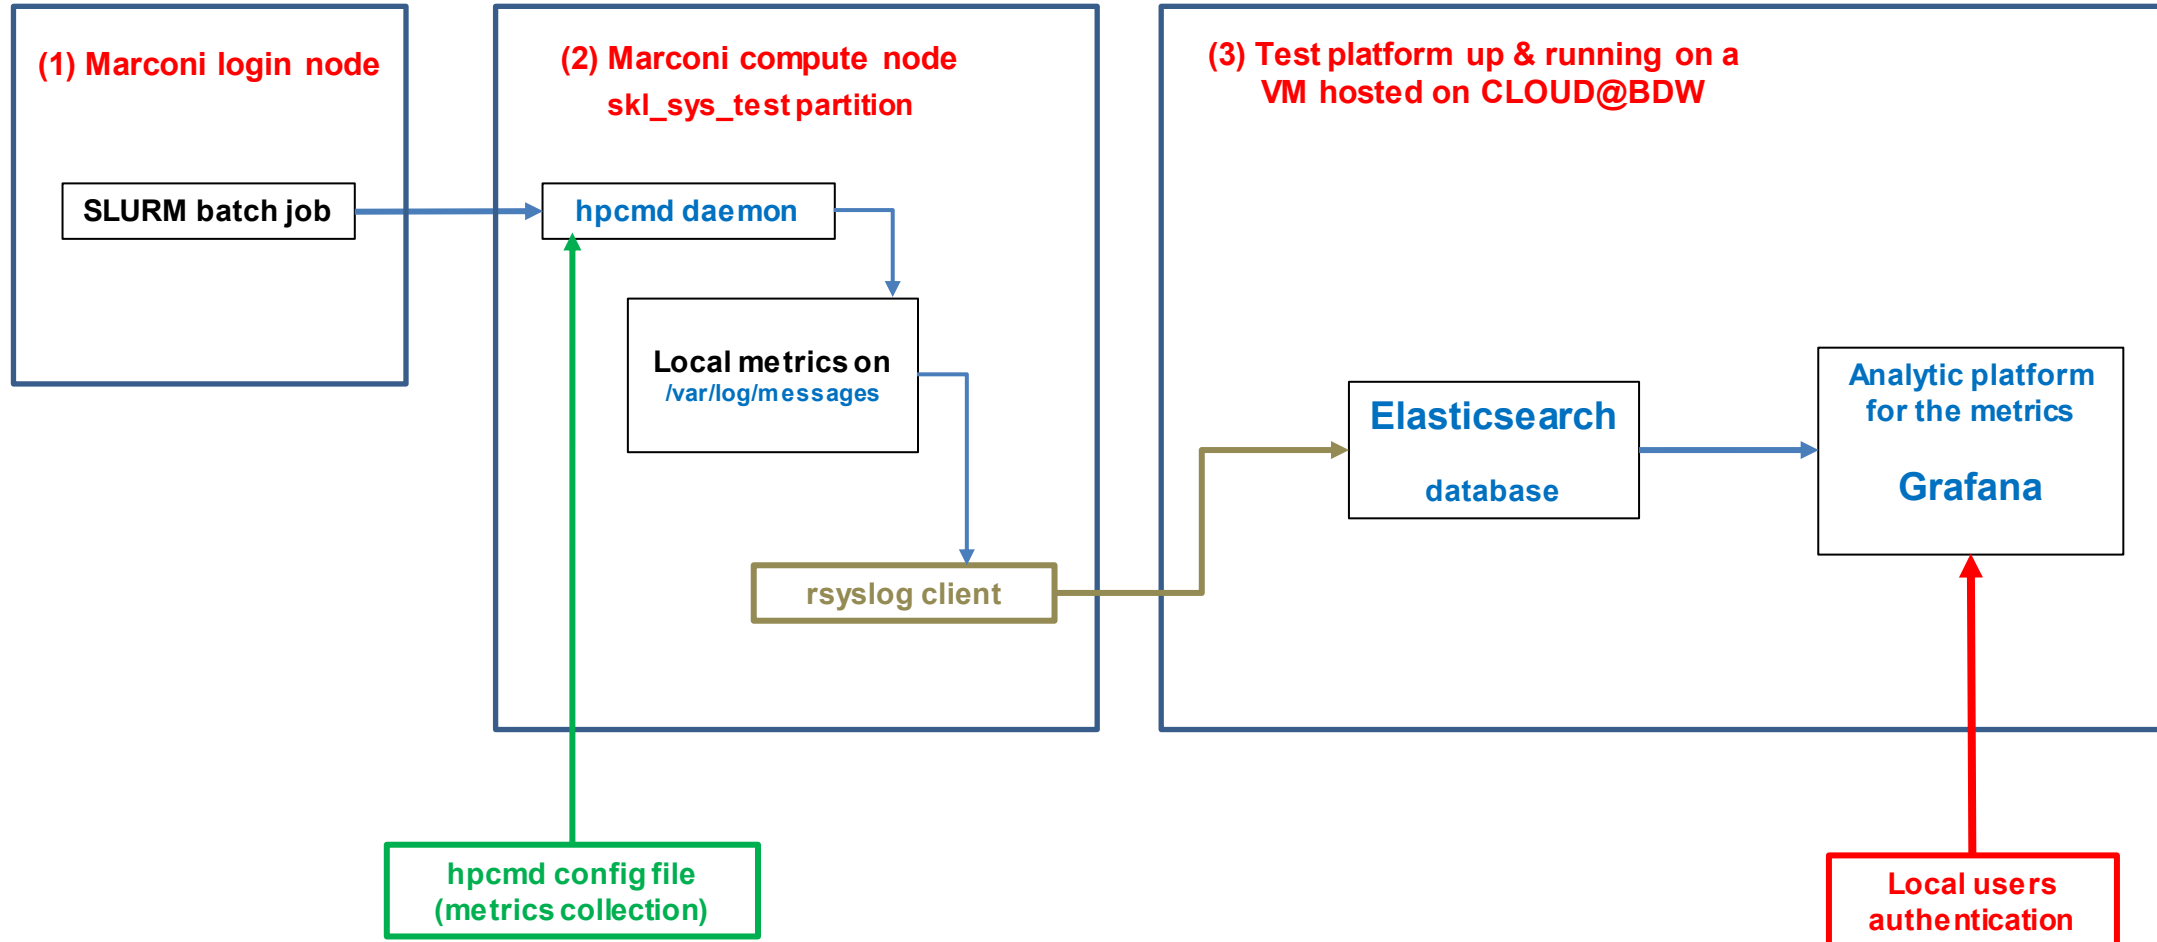 (1) Marconi login node
SLURM batch job
(2) Marconi compute node
skl_sys_test partition
hpcmd daemon
Local metrics on
/var/log/messages
rsyslog client
(3) Test platform up & running on a
VM hosted on CLOUD@BDW
Elasticsearch
database
Analytic platform
for the metrics
Grafana
hpcmd config file
(metrics collection)
Local users
authentication